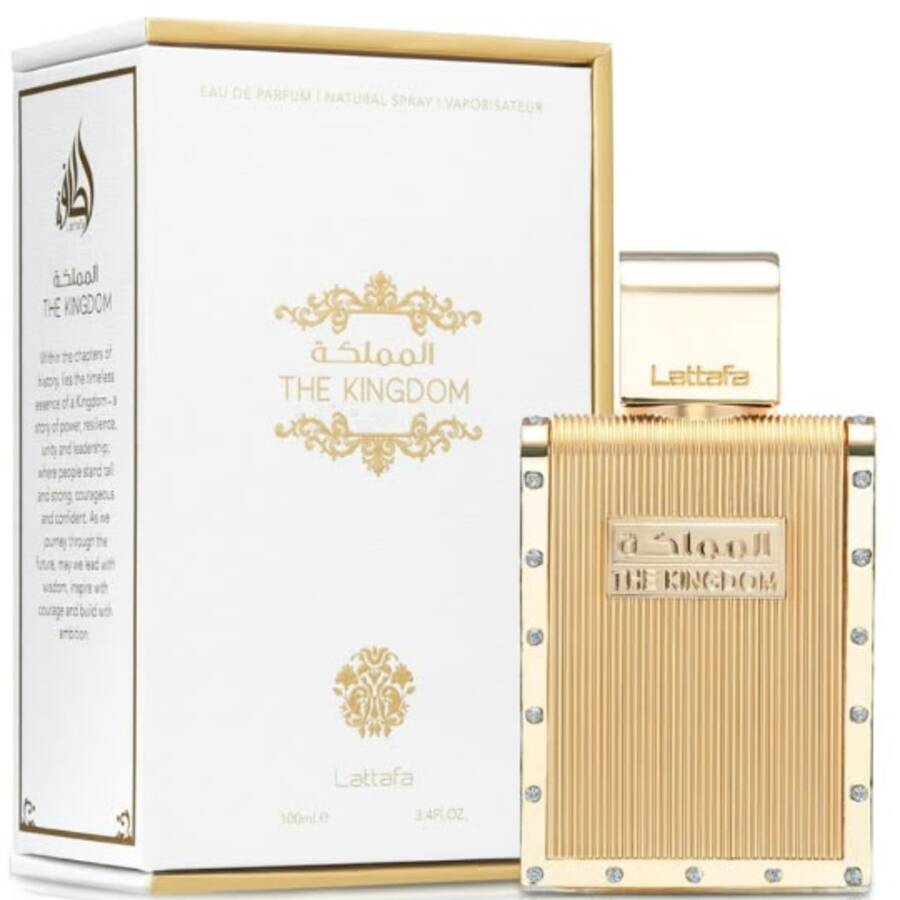 لطافة
Lattafa
المملكة
THE KINGDOM
Within the chapters of
history, lies the timeless
essence of a Kingdom—a
story of power, resilience,
unity and leadership;
where people stand tall
and strong, courageous
and confident. As we
journey through the
future, may we lead with
wisdom, inspire with
courage and build with
ambition.
EAU DE PARFUM | NATURAL SPRAY | VAPORISATEUR
المملكة
THE KINGDOM
Lattafa
100ml.e 3.4Fl.OZ.
Lattafa
المملكة
THE KINGDOM